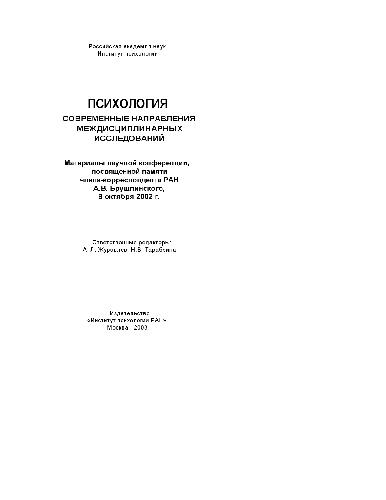 Российская академия наук
Институт психологии
ПСИХОЛОГИЯ
СОВРЕМЕННЫЕ НАПРАВЛЕНИЯ
МЕЖДИСЦИПЛИНАРНЫХ
ИССЛЕДОВАНИЙ
Материалы научной конференции,
посвященной памяти
члена-корреспондента РАН
А.В. Брушлинского,
8 октября 2002 г.
Ответственные редакторы:
А.Л. Журавлев, Н.В. Тарабрина
Издательство
«Институт психологии РАН»
Москва - 2003